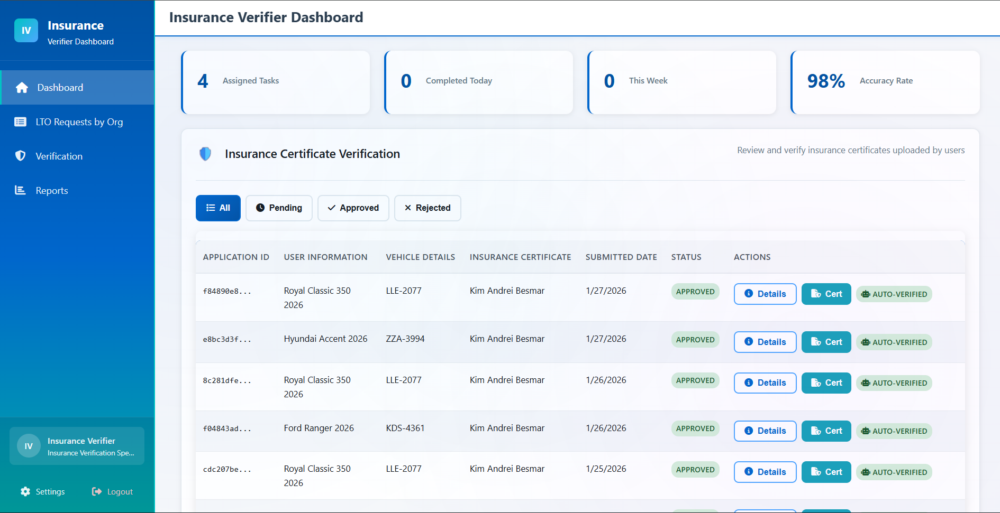 IV
Insurance
Verifier Dashboard
Dashboard
LTO Requests by Org
Verification
Reports
IV
Insurance Verifier
Insurance Verification Spe...
Settings
Logout
Insurance Verifier Dashboard
4 Assigned Tasks
0 Completed Today
0 This Week
98% Accuracy Rate
Insurance Certificate Verification
Review and verify insurance certificates uploaded by users
All
Pending
Approved
Rejected
APPLICATION ID USER INFORMATION VEHICLE DETAILS INSURANCE CERTIFICATE SUBMITTED DATE STATUS ACTIONS
f84890e8... Royal Classic 350 LLE-2077 Kim Andrei Besmar 1/27/2026 APPROVED Details Cert AUTO-VERIFIED
2026
e8bc3d3f... Hyundai Accent 2026 ZZA-3994 Kim Andrei Besmar 1/27/2026 APPROVED Details Cert AUTO-VERIFIED
8c281dfe... Royal Classic 350 LLE-2077 Kim Andrei Besmar 1/26/2026 APPROVED Details Cert AUTO-VERIFIED
2026
f04843ad... Ford Ranger 2026 KDS-4361 Kim Andrei Besmar 1/26/2026 APPROVED Details Cert AUTO-VERIFIED
cdc207be... Royal Classic 350 LLE-2077 Kim Andrei Besmar 1/25/2026 APPROVED Details Cert AUTO-VERIFIED
2026